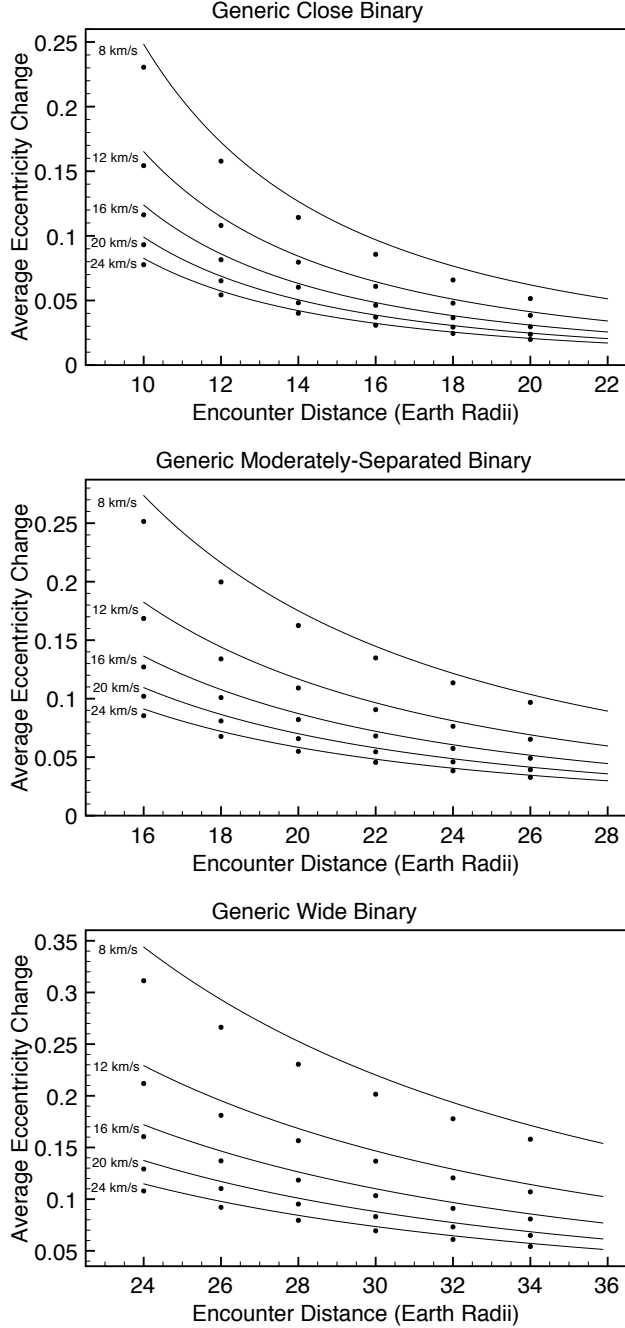 Generic Close Binary
0.25
0.2
0.15
0.1
0.05
0
8 km/s
12 km/s
16 km/s
20 km/s
24 km/s
Average Eccentricity Change
10 12 14 16 18 20 22
Encounter Distance (Earth Radii)
Generic Moderately-Separated Binary
0.25
0.2
0.15
0.1
0.05
0
8 km/s
12 km/s
16 km/s
20 km/s
24 km/s
Average Eccentricity Change
16 18 20 22 24 26 28
Encounter Distance (Earth Radii)
Generic Wide Binary
0.35
0.3
0.25
0.2
0.15
0.1
0.05
8 km/s
12 km/s
16 km/s
20 km/s
24 km/s
Average Eccentricity Change
24 26 28 30 32 34 36
Encounter Distance (Earth Radii)